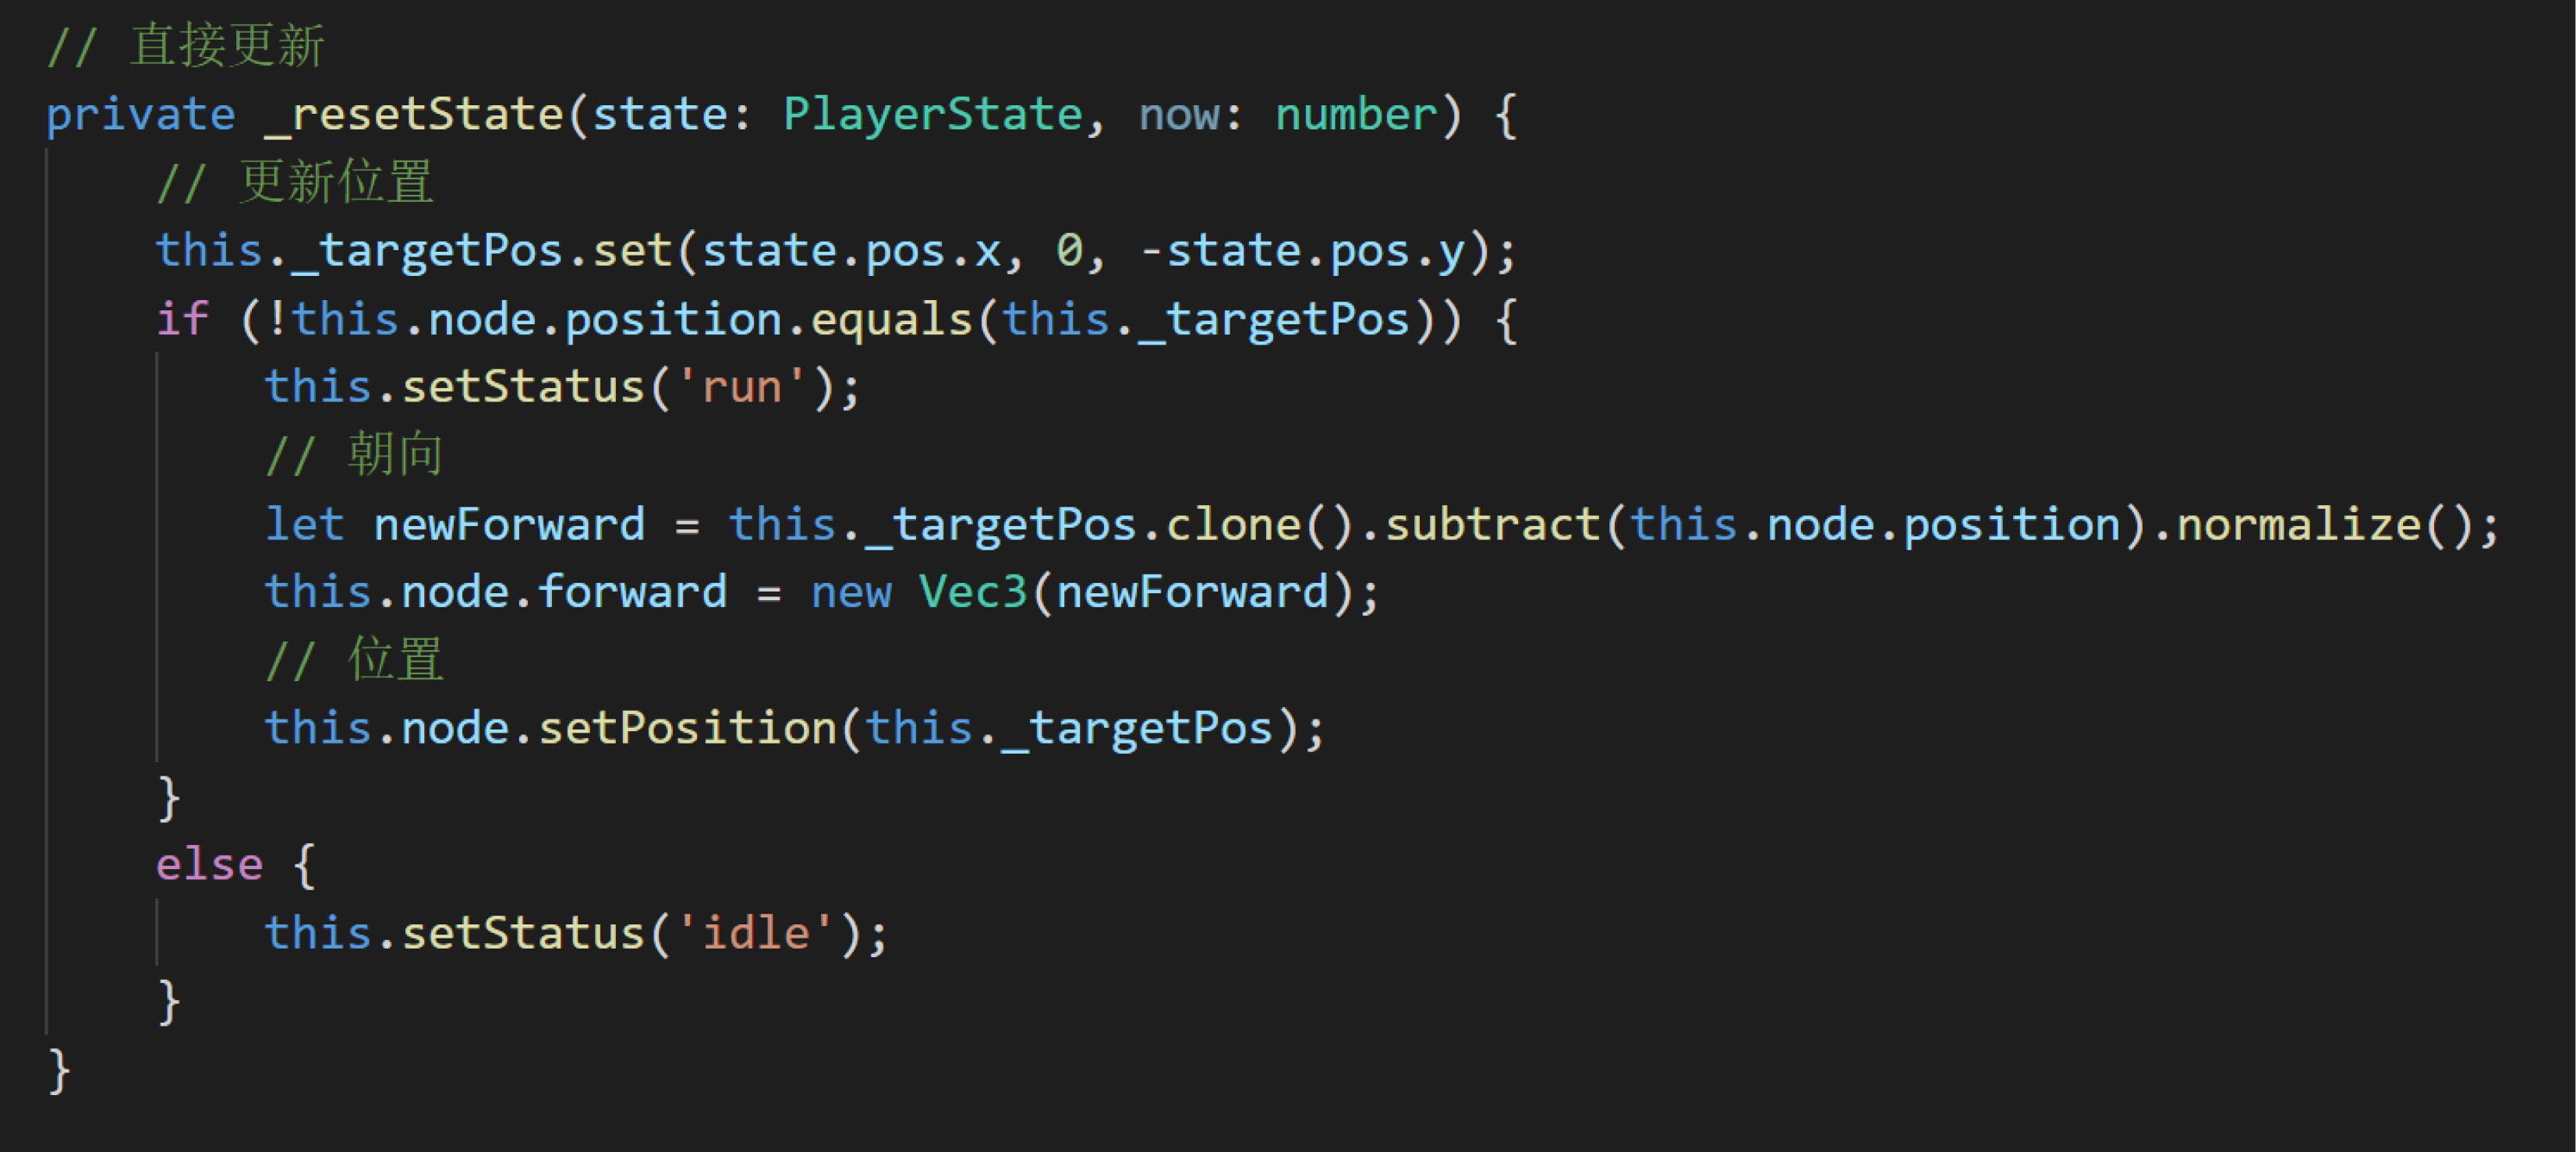 // 直接更新
private _resetState(state: PlayerState, now: number) {
    // 更新位置
    this._targetPos.set(state.pos.x, 0, -state.pos.y);
    if (!this.node.position.equals(this._targetPos)) {
        this.setStatus('run');
        // 朝向
        let newForward = this._targetPos.clone().subtract(this.node.position).normalize();
        this.node.forward = new Vec3(newForward);
        // 位置
        this.node.setPosition(this._targetPos);
    }
    else {
        this.setStatus('idle');
    }
}